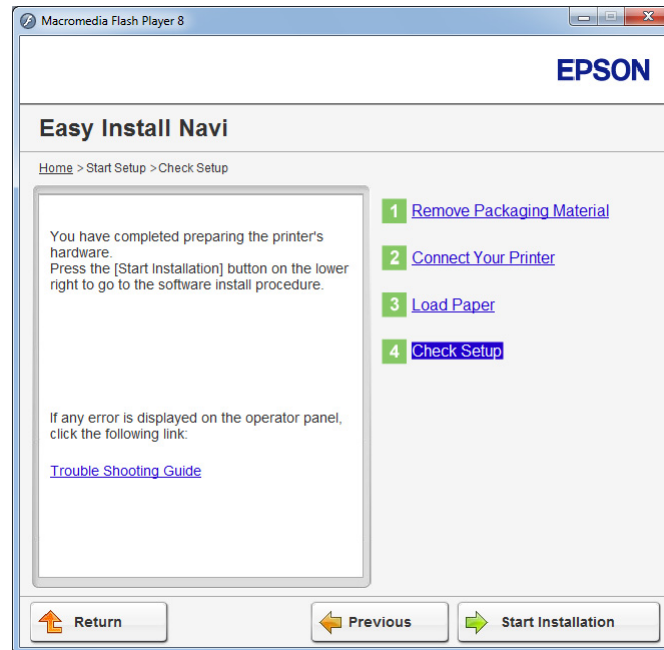 Macromedia Flash Player 8
EPSON
Easy Install Navi
Home > Start Setup >Check Setup
You have completed preparing the printer's
hardware.
Press the [Start Installation] button on the lower
right to go to the software install procedure.
If any error is displayed on the operator panel,
click the following link:
Trouble Shooting Guide
1 Remove Packaging Material
2 Connect Your Printer
3 Load Paper
4 Check Setup
Return
Previous
Start Installation